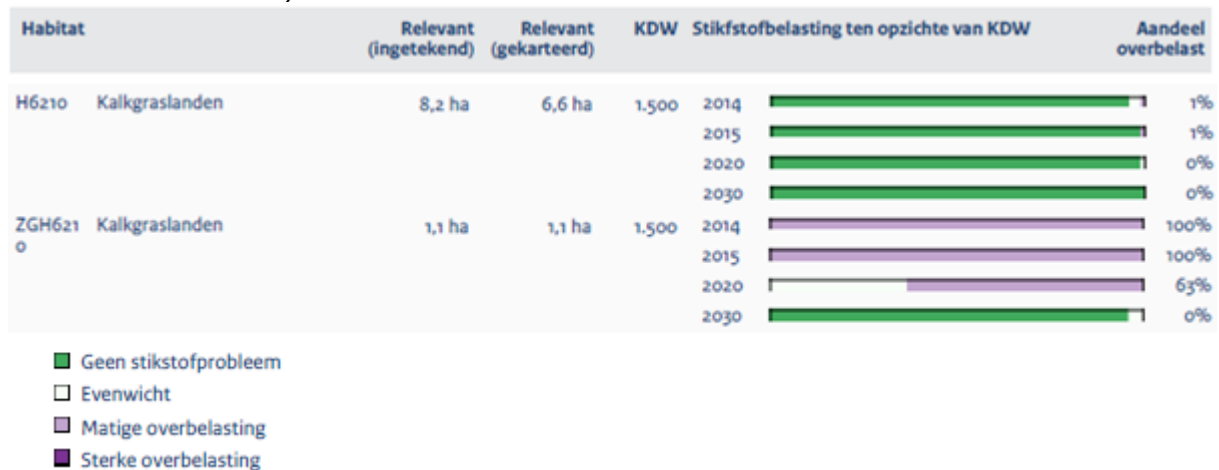 Habitat Relevant Relevant KDW Stikfstofbelasting ten opzichte van KDW Aandeel
(ingetekend) (gekarteerd) overbelast
H6210 Kalkgraslanden 8,2 ha 6,6 ha 1.500 2014 1%
2015 1%
2020 0%
2030 0%
ZGH621 Kalkgraslanden 1,1 ha 1,1 ha 1.500 2014 100%
0 2015 100%
2020 63%
2030 0%
Geen stikstofprobleem
Evenwicht
Matige overbelasting
Sterke overbelasting